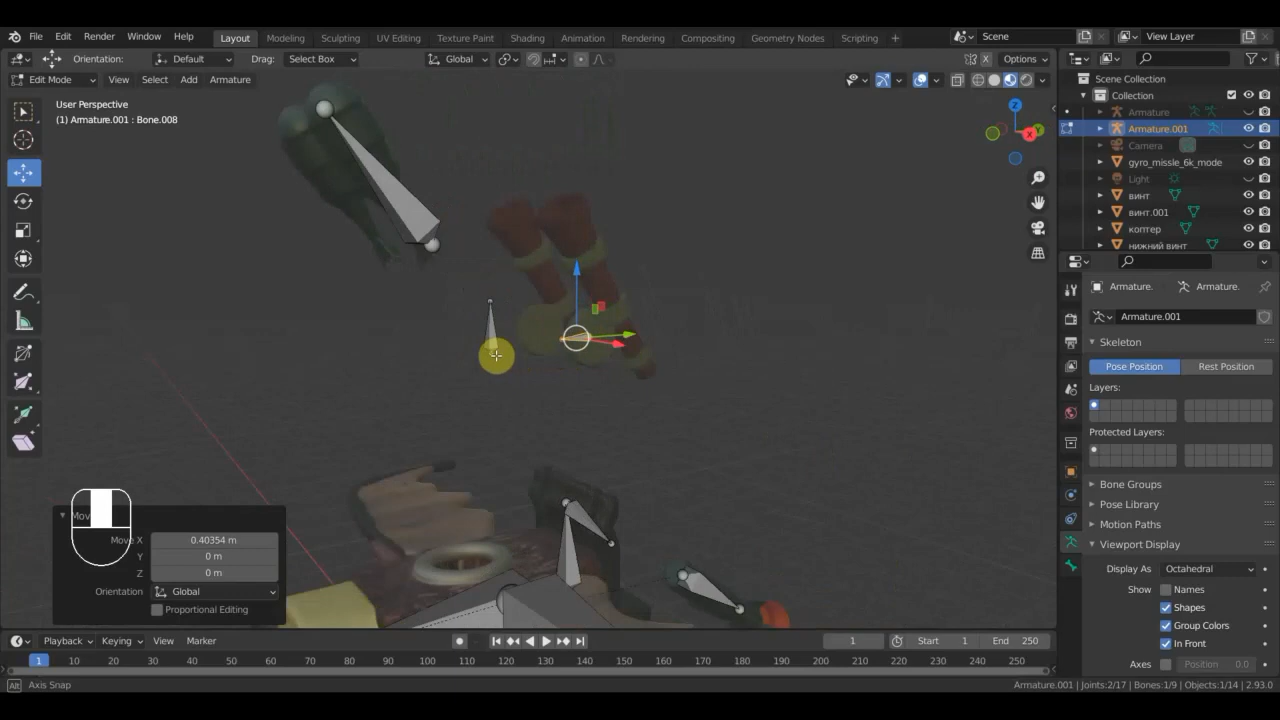 File Edit Render Window Help Layout Modeling Sculpting UV Editing Texture Paint Shading Animation Rendering Compositing Geometry Nodes Scripting + Scene View Layer
Orientation: Default Drag: Select Box Global Options
Edit Mode View Select Add Armature
User Perspective
(1) Armature.001 : Bone.008
Z
X
Y
Scene Collection
Collection
Armature
Armature.001
Camera
gyro_missle_6k_mode
Light
винт
винт.001
коптер
нижний винт
Armature. Armature.
Armature.001
Skeleton
Pose Position Rest Position
Layers:
Protected Layers:
Bone Groups
Pose Library
Motion Paths
Viewport Display
Display As Octahedral
Show Names
Shapes
Group Colors
In Front
Axes Position 0.0
Move X 0.40354 m
Y 0 m
Z 0 m
Orientation Global
Proportional Editing
Playback Keying View Marker 1 Start 1 End 250
1 10 20 30 40 50 60 70 80 90 100 110 120 130 140 150 160 170 180 190 200 210 220 230 240 250
Alt Axis Snap Armature.001 | Joints:2/17 | Bones:1/9 | Objects:1/14 | 2.93.0